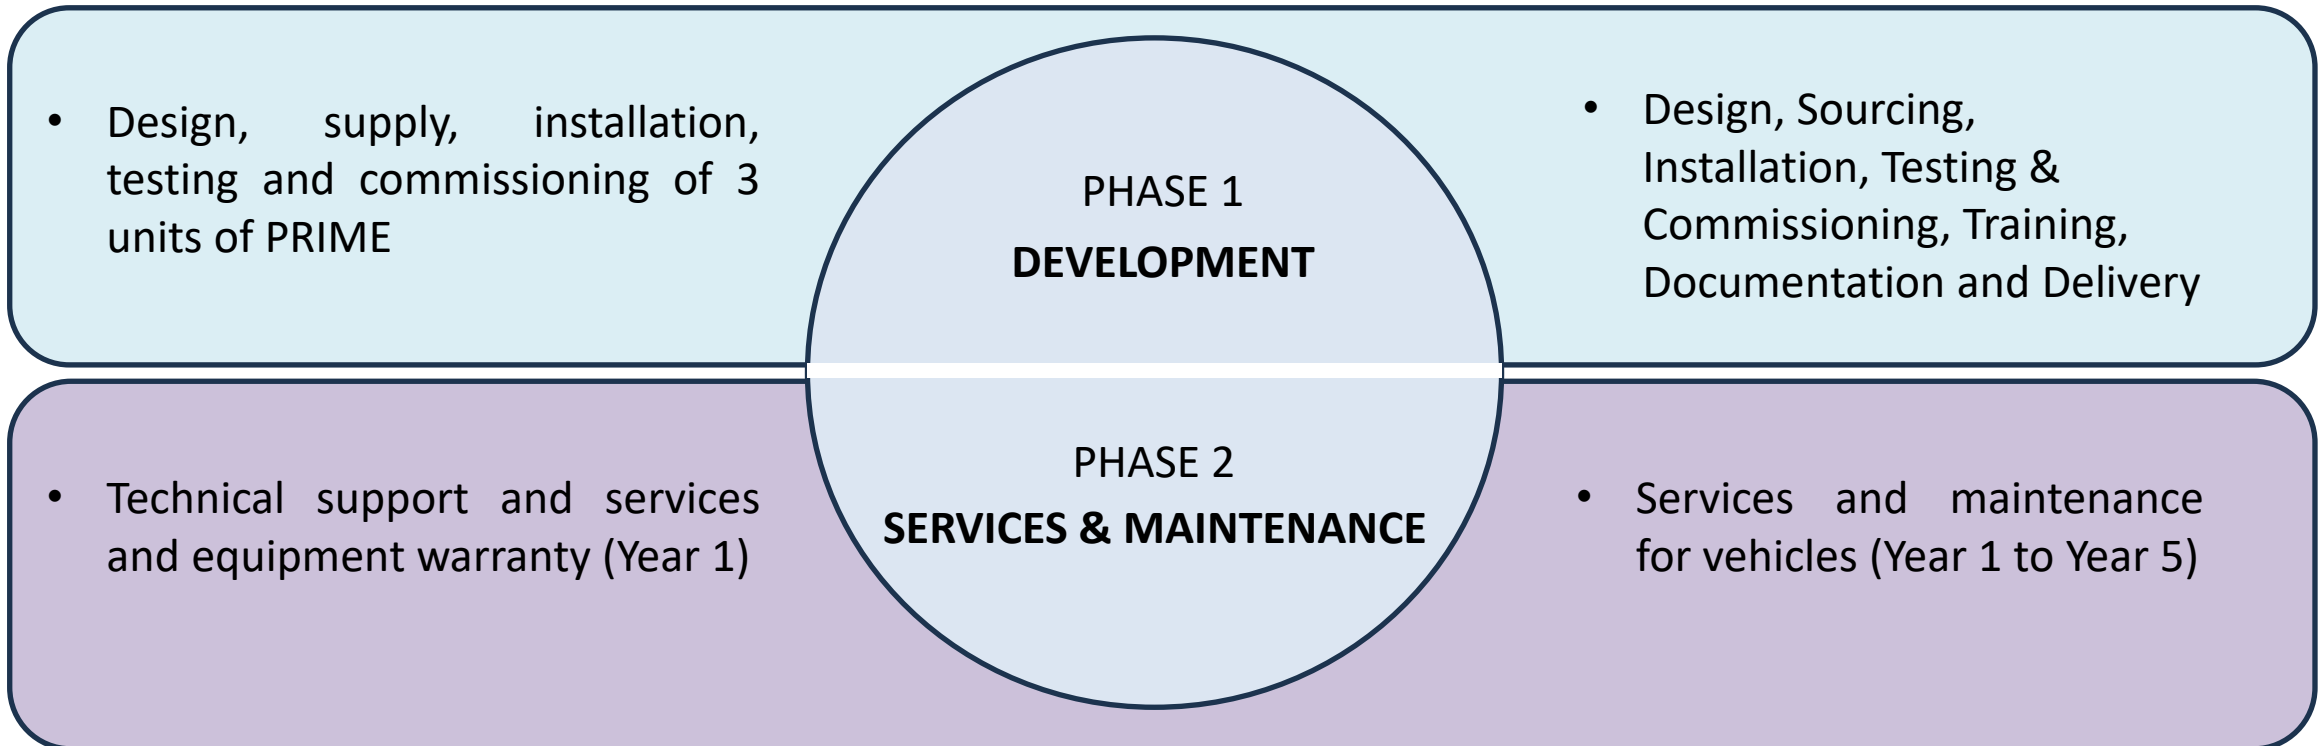 • Design, supply, installation,
testing and commissioning of 3
units of PRIME
PHASE 1
DEVELOPMENT
• Design, Sourcing,
Installation, Testing &
Commissioning, Training,
Documentation and Delivery
• Technical support and services
and equipment warranty (Year 1)
PHASE 2
SERVICES & MAINTENANCE
• Services and maintenance
for vehicles (Year 1 to Year 5)